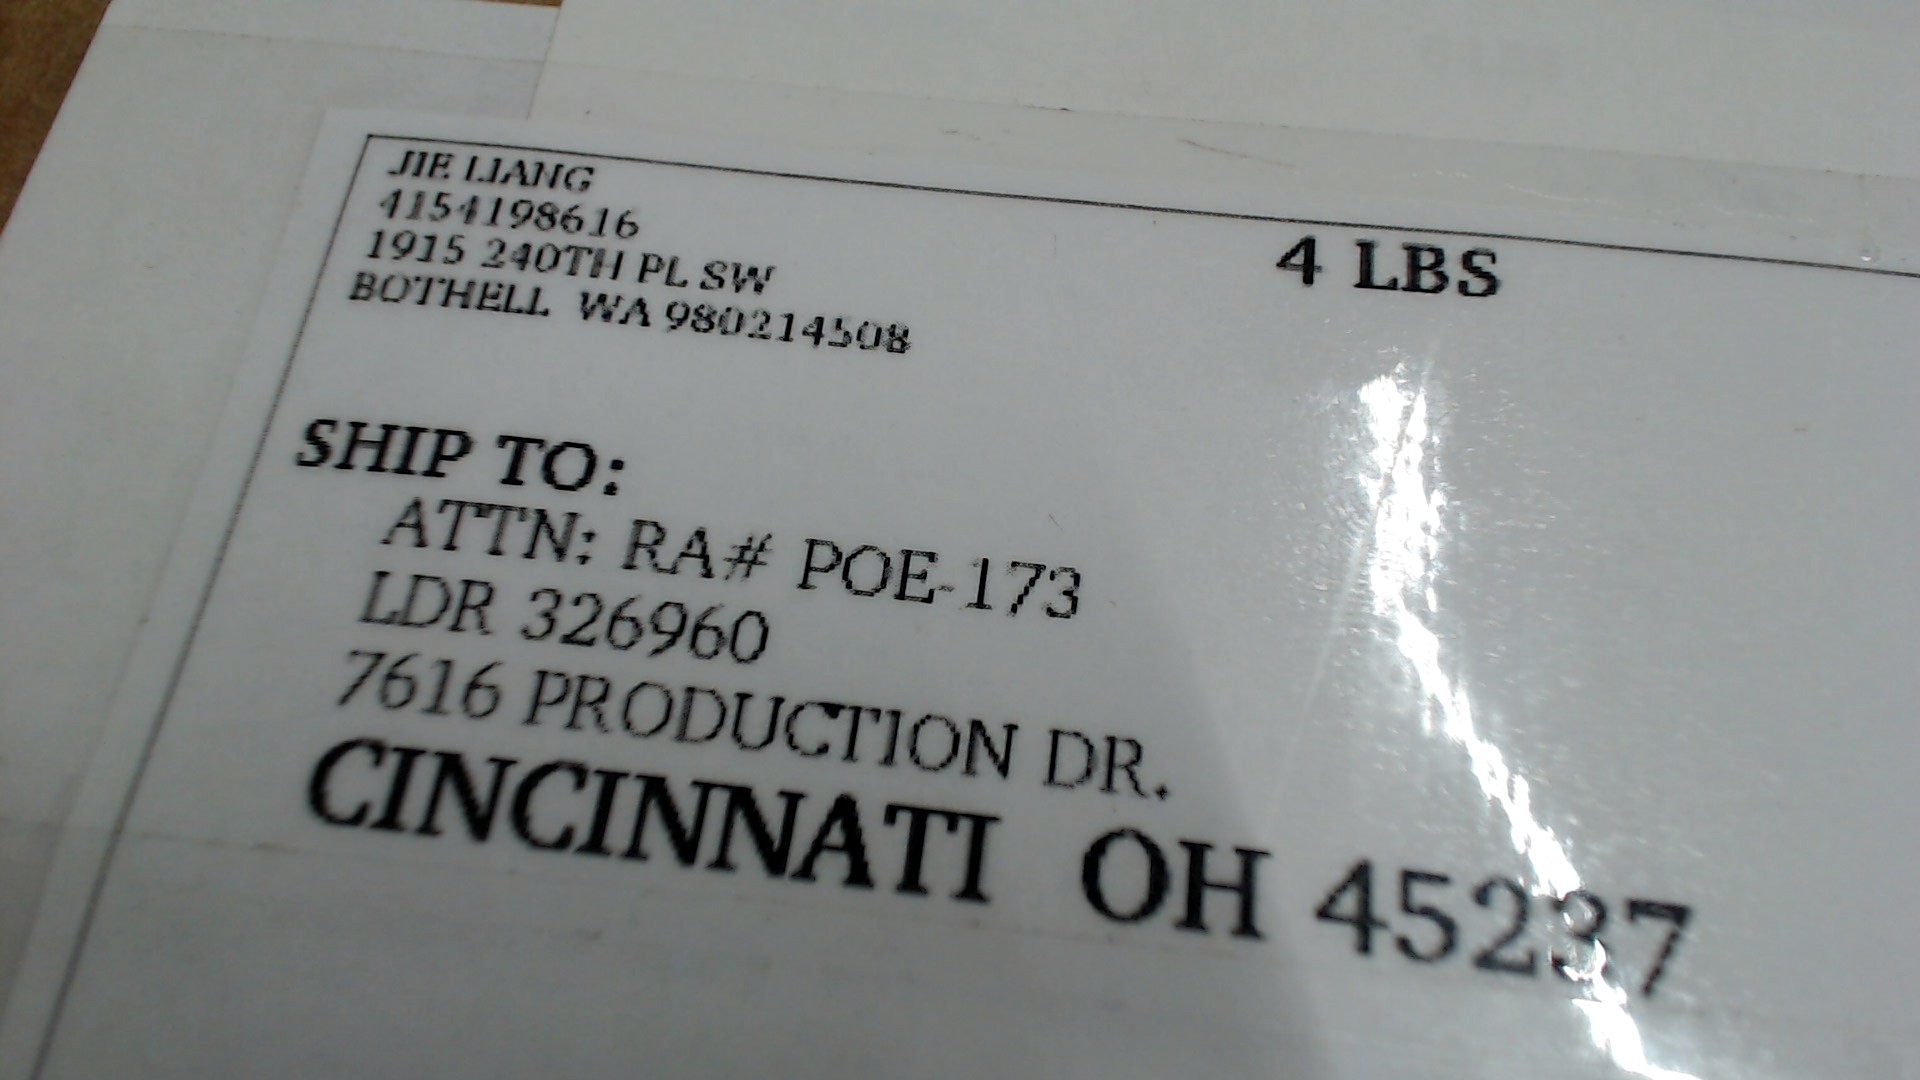 JIE LIANG
4154198616
1915 240TH PL SW
BOTHELL WA 980214508
4 LBS
SHIP TO:
ATTN: RA# POE-173
LDR 326960
7616 PRODUCTION DR.
CINCINNATI OH 45237